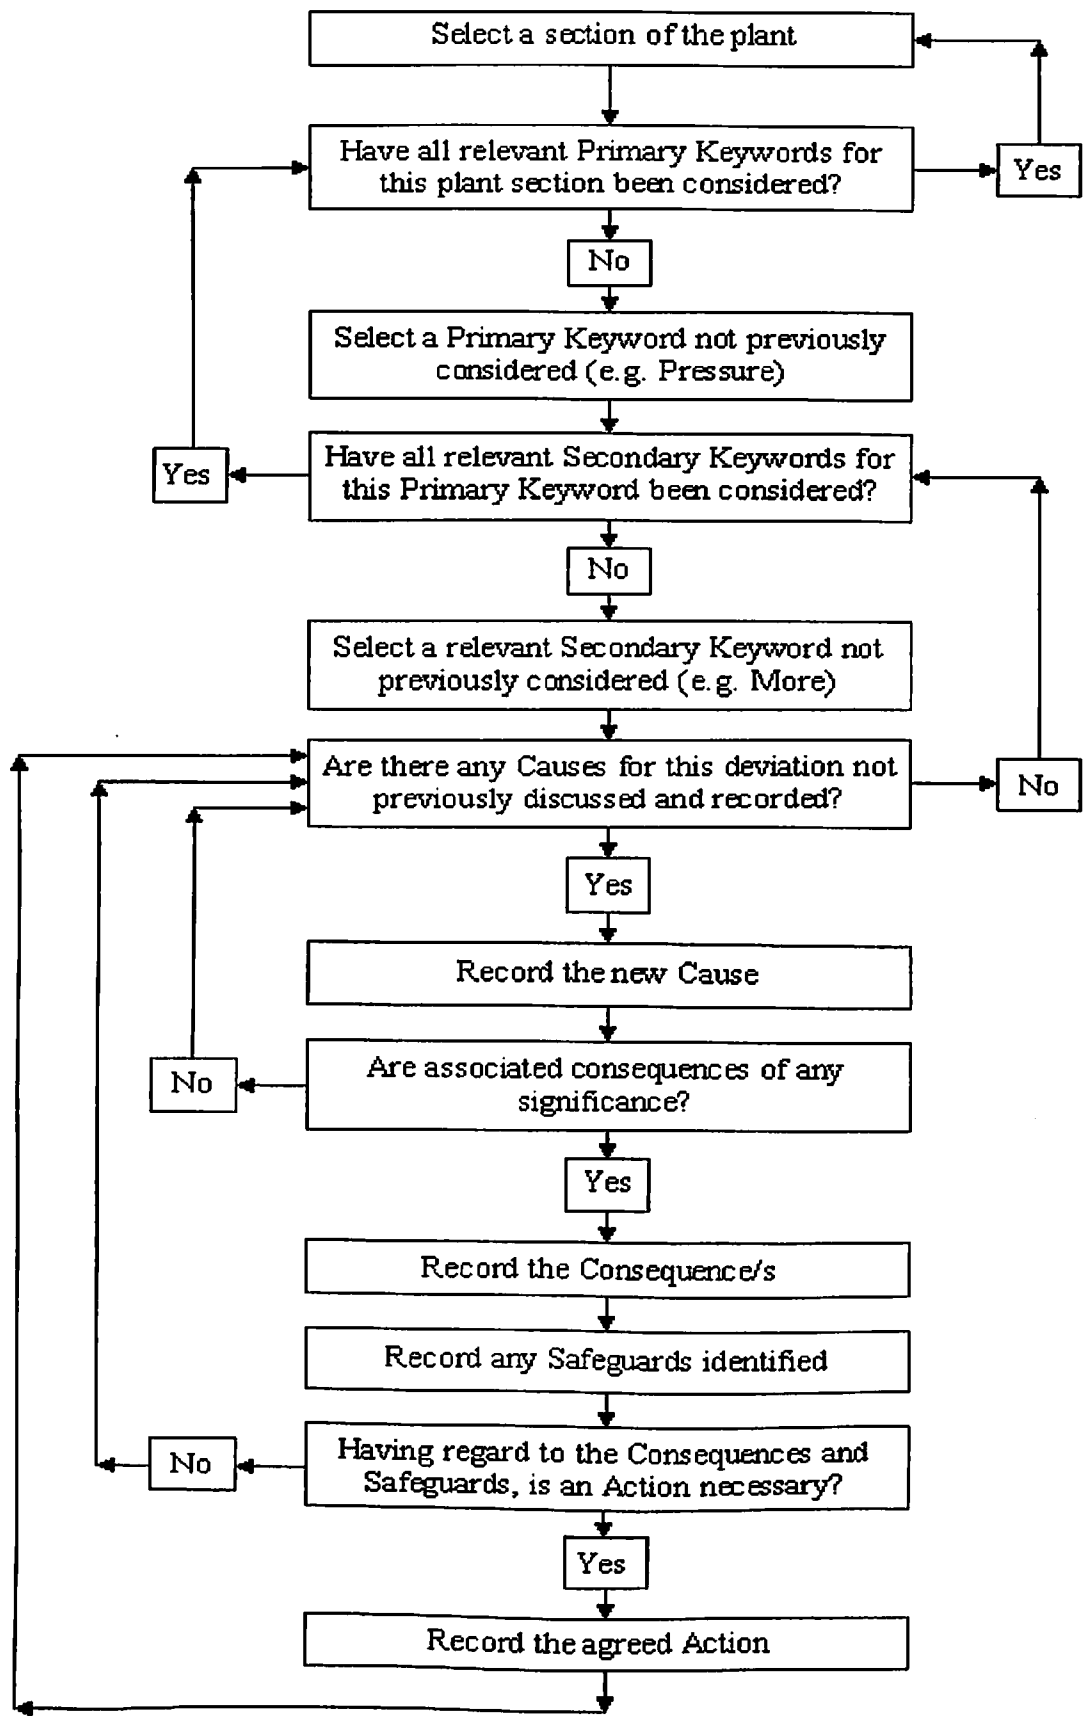 Select a section of the plant
Have all relevant Primary Keywords for
this plant section been considered?
Yes
No
Select a Primary Keyword not previously
considered (e.g. Pressure)
Have all relevant Secondary Keywords for
this Primary Keyword been considered?
Yes
No
Select a relevant Secondary Keyword not
previously considered (e.g. More)
Are there any Causes for this deviation not
previously discussed and recorded?
No
Yes
Record the new Cause
Are associated consequences of any
significance?
No
Yes
Record the Consequence/s
Record any Safeguards identified
Having regard to the Consequences and
Safeguards, is an Action necessary?
No
Yes
Record the agreed Action